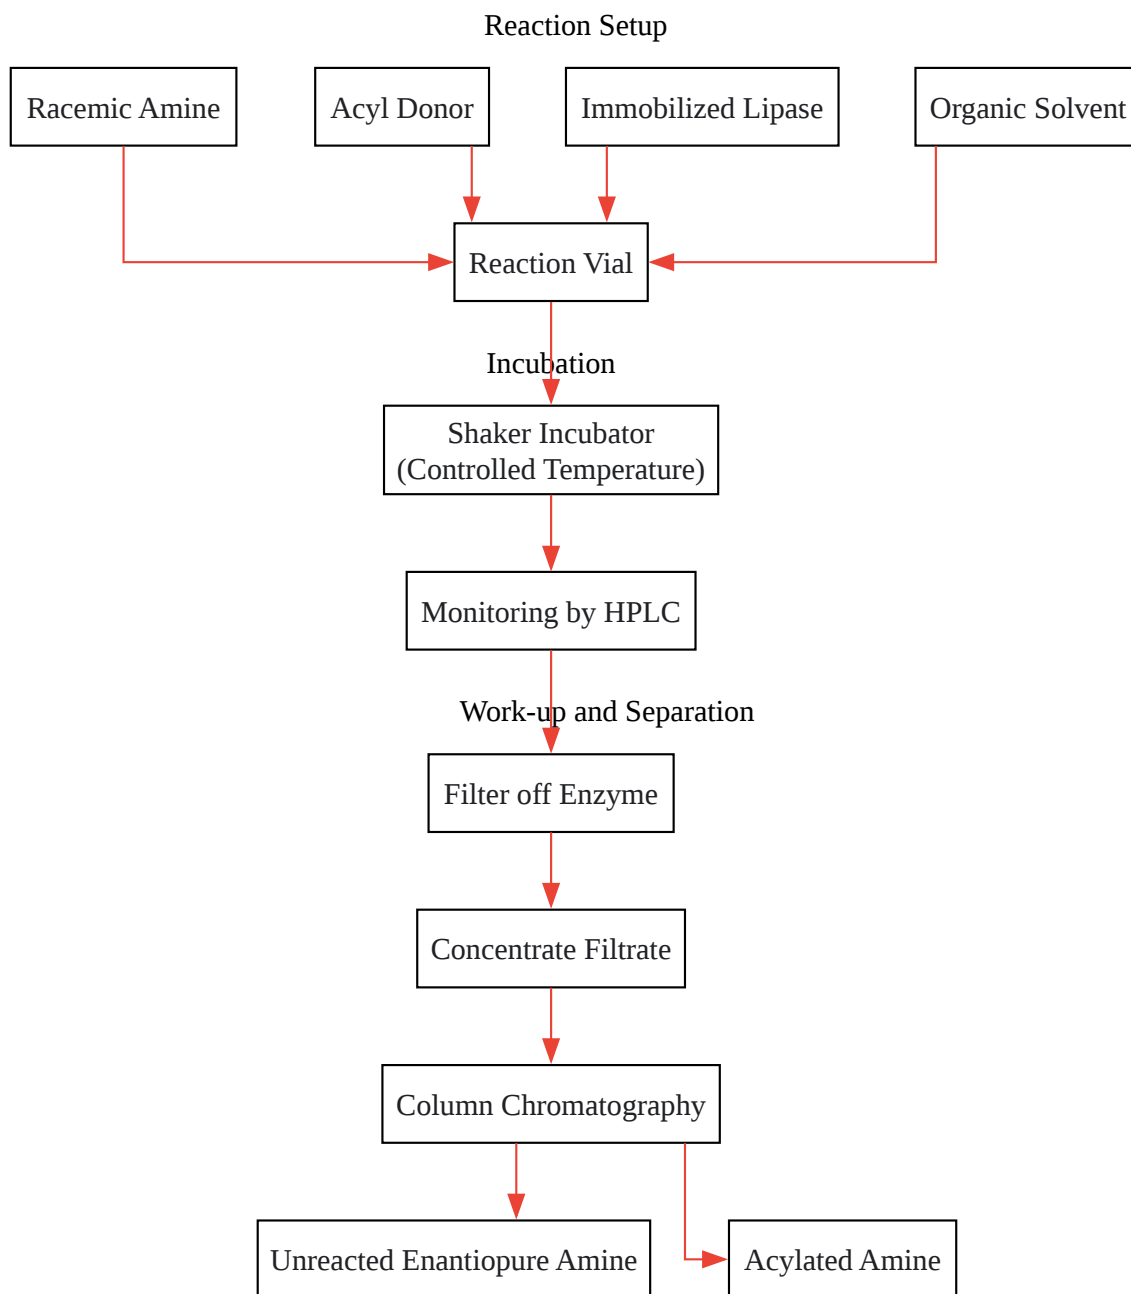 Reaction Setup
Racemic Amine
Acyl Donor
Immobilized Lipase
Organic Solvent
Reaction Vial
Incubation
Shaker Incubator
(Controlled Temperature)
Monitoring by HPLC
Work-up and Separation
Filter off Enzyme
Concentrate Filtrate
Column Chromatography
Unreacted Enantiopure Amine
Acylated Amine